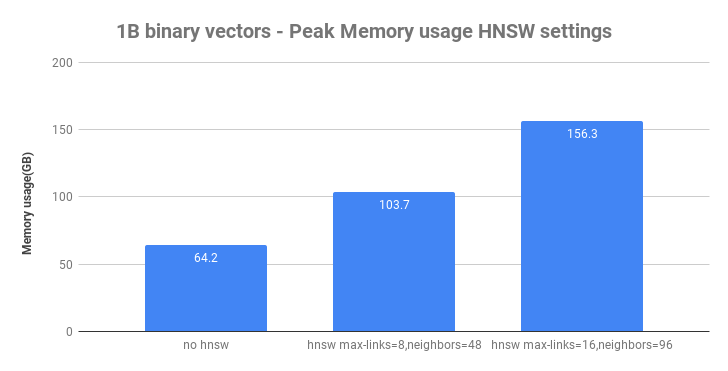 1B binary vectors - Peak Memory usage HNSW settings
Memory usage(GB)
200
150
100
50
0
64.2
103.7
156.3
no hnsw
hnsw max-links=8,neighbors=48
hnsw max-links=16,neighbors=96